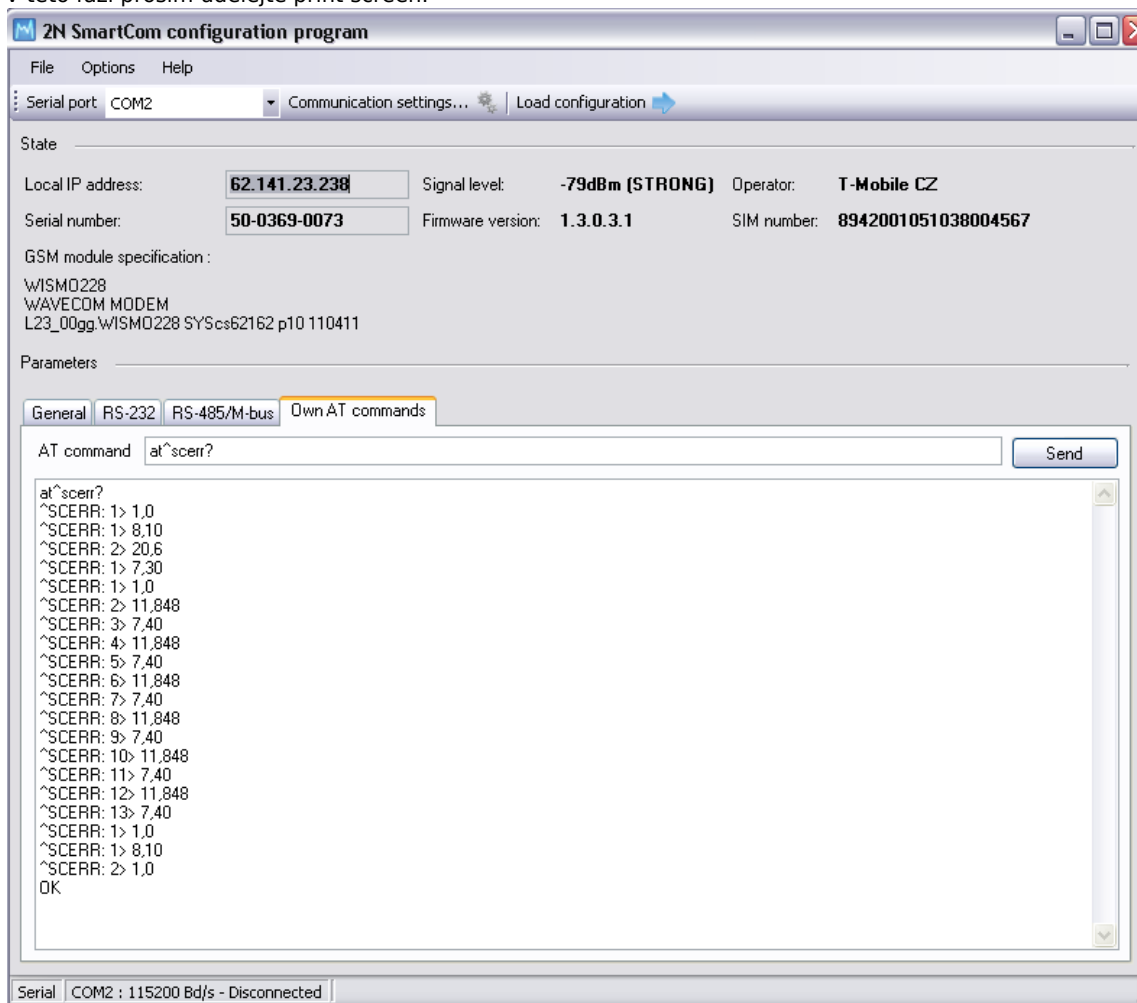 v této fázi prosím udělejte print screen.
2N SmartCom configuration program
File Options Help
Serial port COM2 Communication settings... Load configuration
State
Local IP address: 62.141.23.238 Signal level: -79dBm (STRONG) Operator: T-Mobile CZ
Serial number: 50-0369-0073 Firmware version: 1.3.0.3.1 SIM number: 8942001051038004567
GSM module specification :
WISMO228
WAVECOM MODEM
L23_00gg.WISMO228 SYScs62162 p10 110411
Parameters
General RS-232 RS-485/M-bus Own AT commands
AT command at^scerr? Send
at^scerr?
^SCERR: 1> 1,0
^SCERR: 1> 8,10
^SCERR: 2> 20,6
^SCERR: 1> 7,30
^SCERR: 1> 1,0
^SCERR: 2> 11,848
^SCERR: 3> 7,40
^SCERR: 4> 11,848
^SCERR: 5> 7,40
^SCERR: 6> 11,848
^SCERR: 7> 7,40
^SCERR: 8> 11,848
^SCERR: 9> 7,40
^SCERR: 10> 11,848
^SCERR: 11> 7,40
^SCERR: 12> 11,848
^SCERR: 13> 7,40
^SCERR: 1> 1,0
^SCERR: 1> 8,10
^SCERR: 2> 1,0
OK
Serial COM2 : 115200 Bd/s - Disconnected